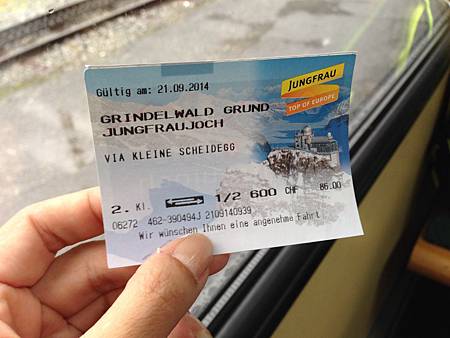 Gültig am: 21.09.2014
JUNGFRAU
TOP OF EUROPE
GRINDELWALD GRUND
JUNGFRAUJOCH
VIA KLEINE SCHEIDEGG
2. Kl. 1/2 600 CHF 86.00
06272 462-390494J 2109140939
Wir wünschen Ihnen eine angenehme Fahrt